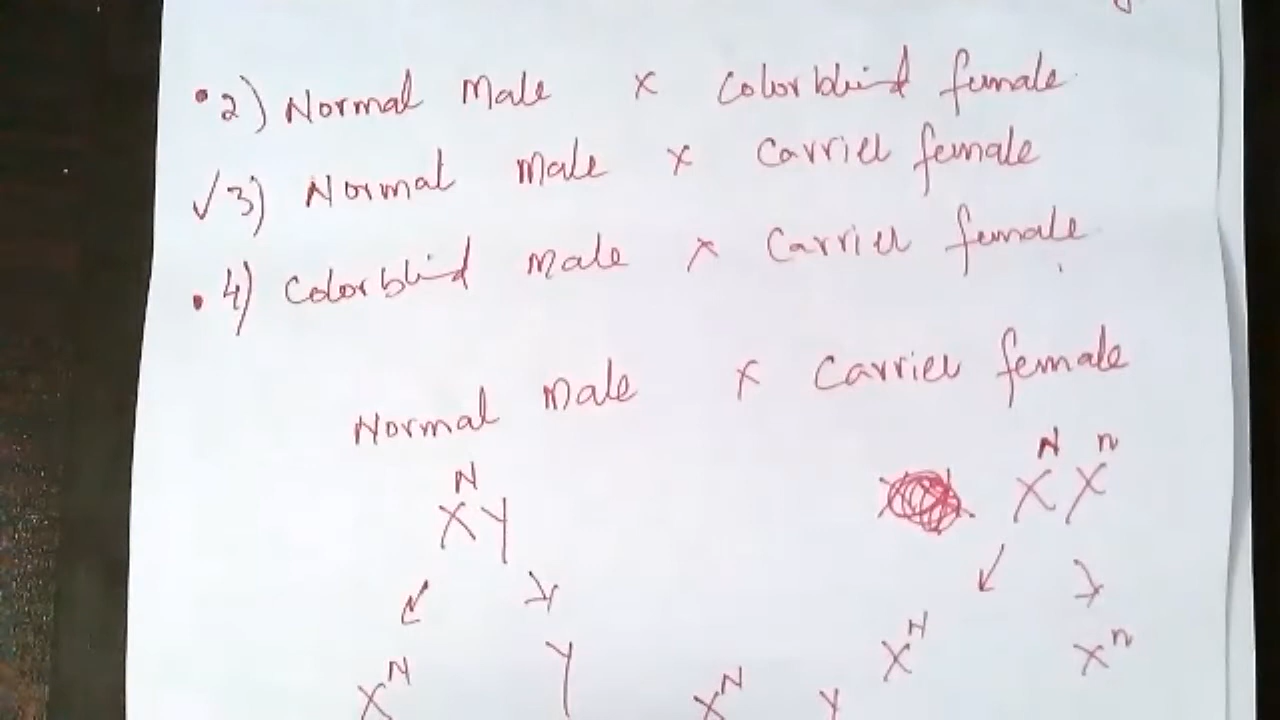 •2) Normal Male x Colorblind female
√3) Normal Male x Carrier female
•4) Colorblind Male x Carrier female
Normal Male x Carrier female
X^N Y X^N X^n
X^N Y X^N Y X^N X^n